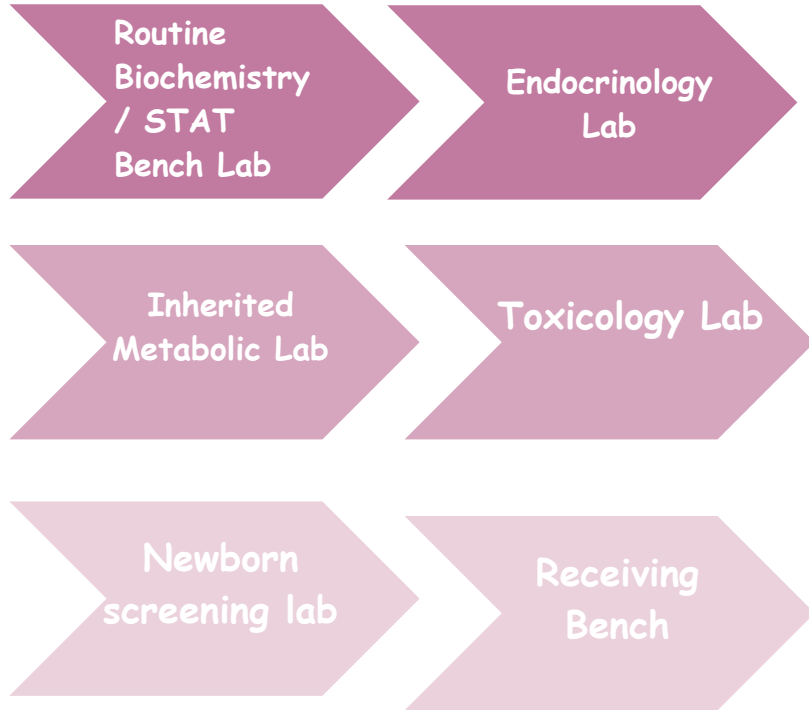 Routine
Biochemistry
/ STAT
Bench Lab
Endocrinology
Lab
Inherited
Metabolic Lab
Toxicology Lab
Newborn
screening lab
Receiving
Bench